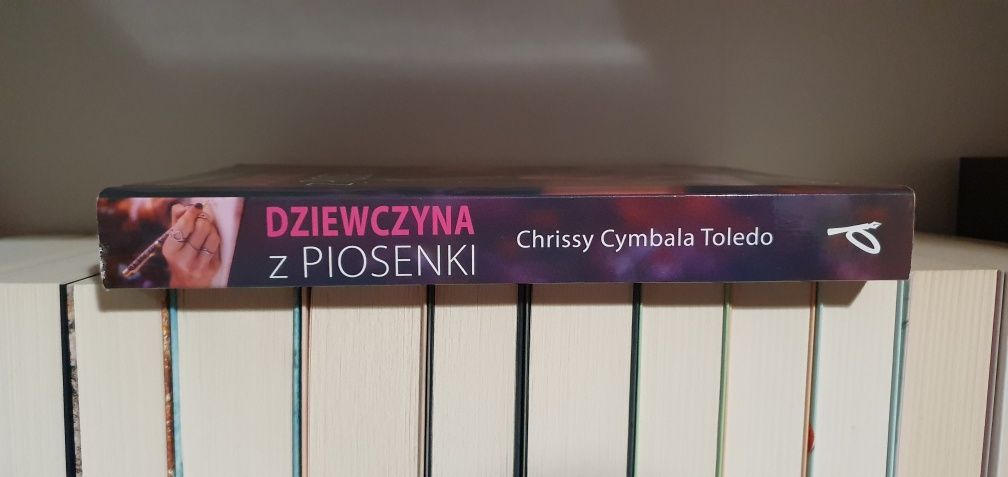 DZIEWCZYNA
z PIOSENKI
Chrissy Cymbala Toledo